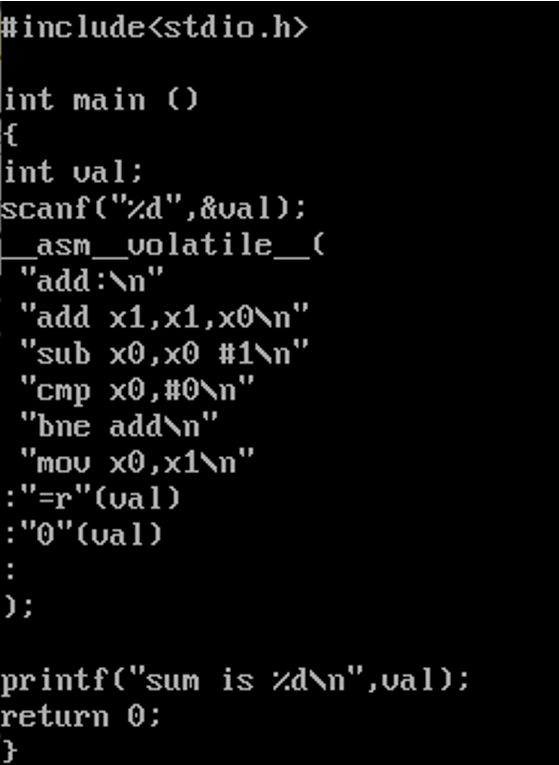 #include<stdio.h>
int main ()
{
int val;
scanf("%d",&val);
__asm__volatile__(
"add:\n"
"add x1,x1,x0\n"
"sub x0,x0 #1\n"
"cmp x0,#0\n"
"bne add\n"
"mov x0,x1\n"
:"=r"(val)
:"0"(val)
:
);
printf("sum is %d\n",val);
return 0;
}